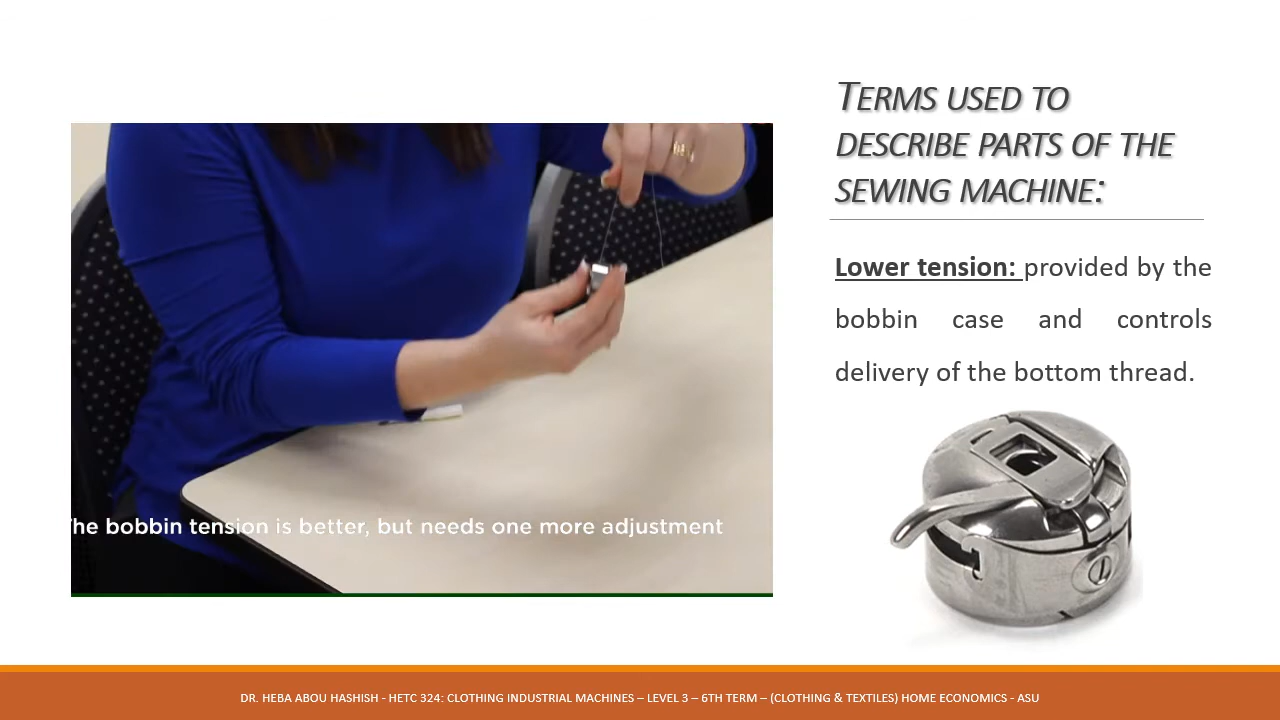 TERMS USED TO
DESCRIBE PARTS OF THE
SEWING MACHINE:
Lower tension: provided by the
bobbin case and controls
delivery of the bottom thread.
The bobbin tension is better, but needs one more adjustment
DR. HEBA ABOU HASHISH - HETC 324: CLOTHING INDUSTRIAL MACHINES – LEVEL 3 – 6TH TERM – (CLOTHING & TEXTILES) HOME ECONOMICS - ASU